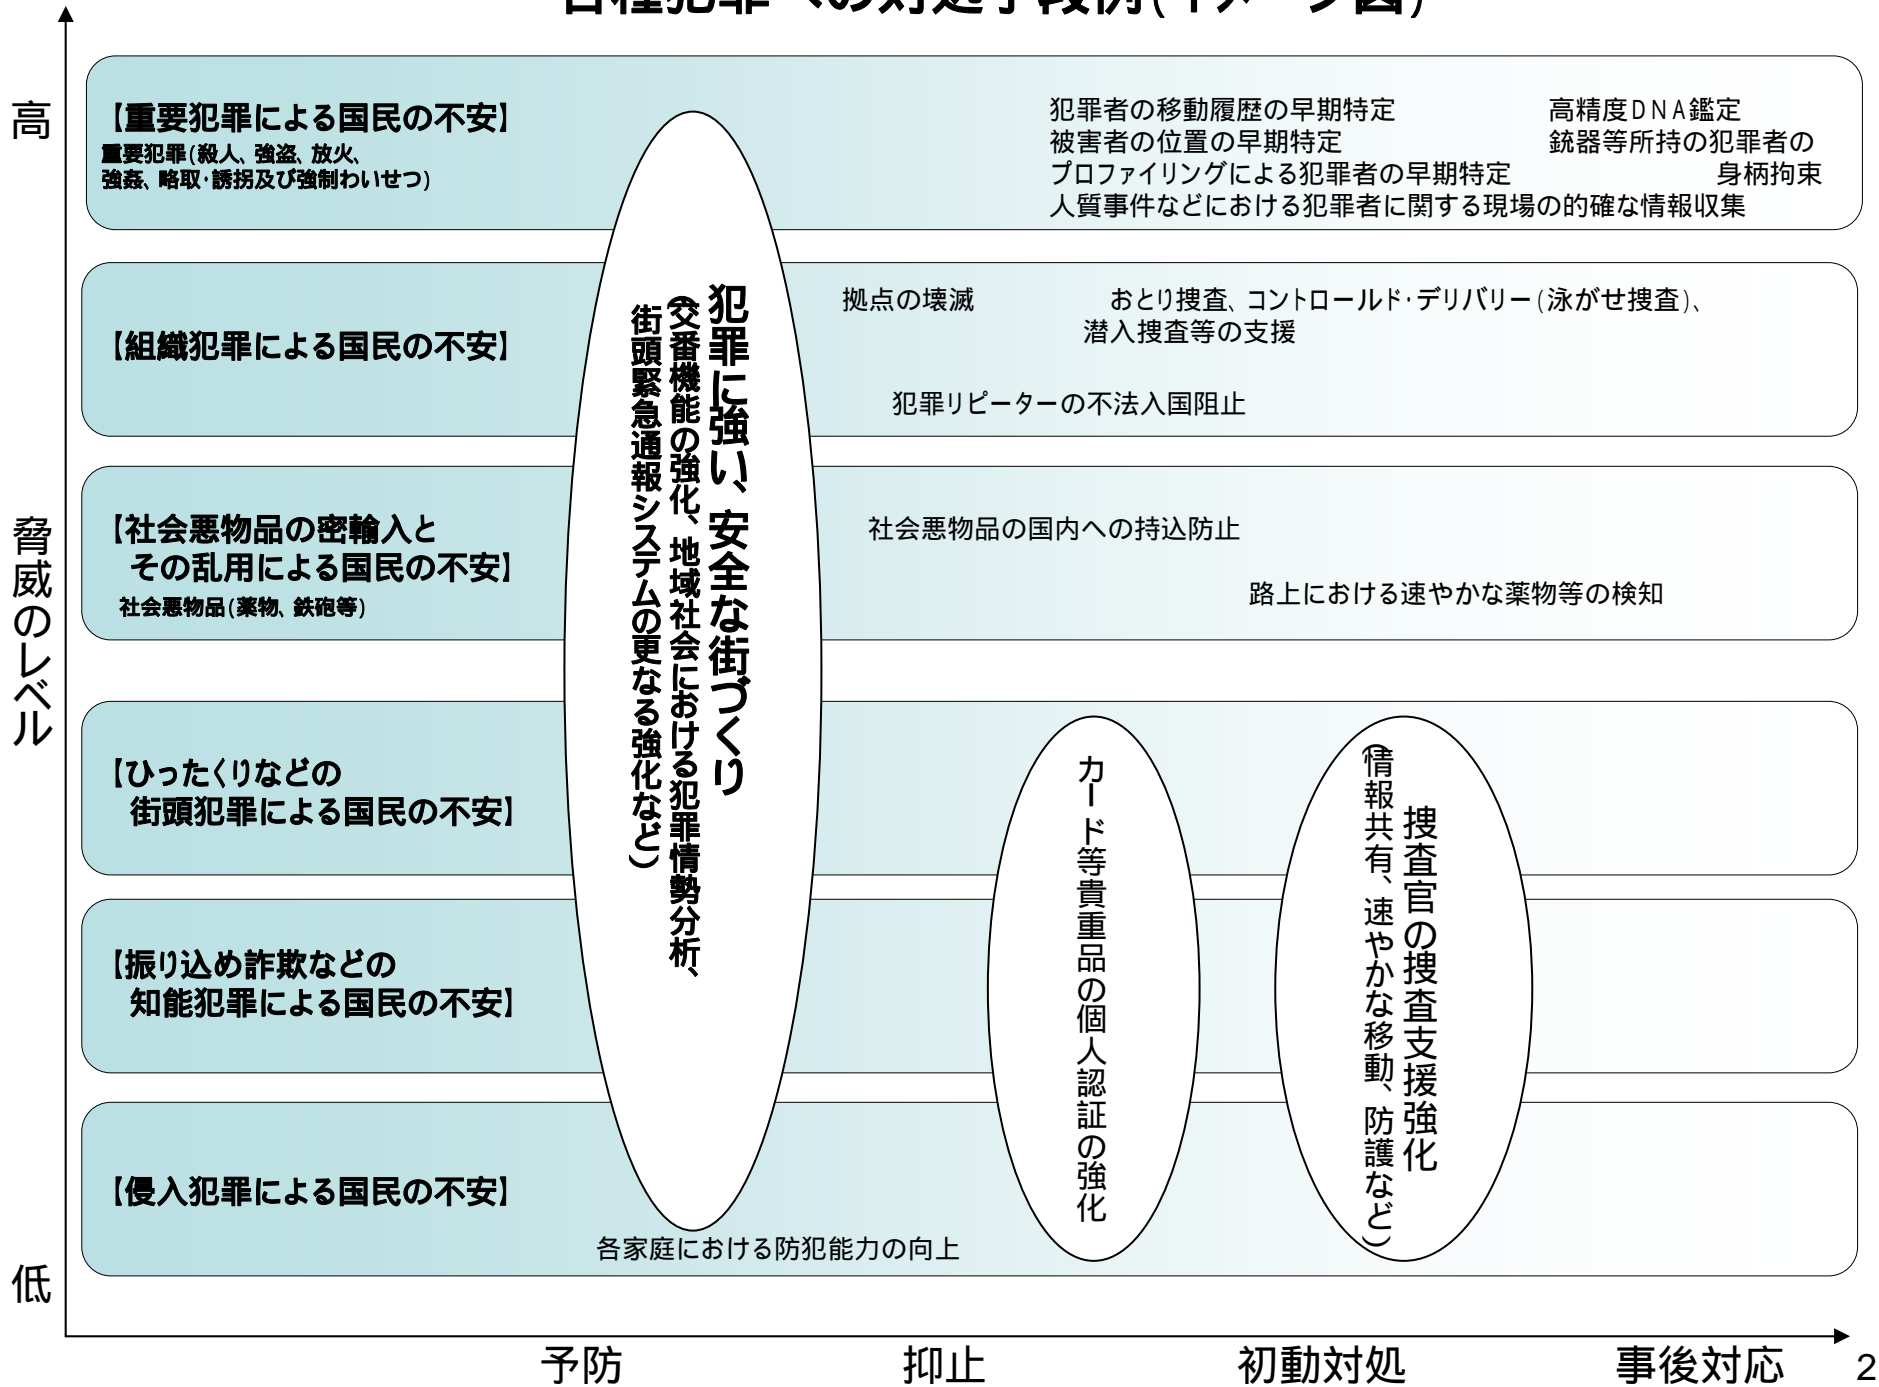 各種犯罪への対処手段例(イメージ図)
高
脅威のレベル
低
【重要犯罪による国民の不安】
重要犯罪(殺人、強盗、放火、
強姦、略取・誘拐及び強制わいせつ)
犯罪者の移動履歴の早期特定
被害者の位置の早期特定
プロファイリングによる犯罪者の早期特定
人質事件などにおける犯罪者に関する現場の的確な情報収集
高精度DNA鑑定
銃器等所持の犯罪者の
身柄拘束
【組織犯罪による国民の不安】
拠点の壊滅
おとり捜査、コントロールド・デリバリー(泳がせ捜査)、
潜入捜査等の支援
犯罪リピーターの不法入国阻止
【社会悪物品の密輸入と
その乱用による国民の不安】
社会悪物品(薬物、鉄砲等)
社会悪物品の国内への持込防止
路上における速やかな薬物等の検知
【ひったくりなどの
街頭犯罪による国民の不安】
【振り込め詐欺などの
知能犯罪による国民の不安】
【侵入犯罪による国民の不安】
各家庭における防犯能力の向上
犯罪に強い、安全な街づくり
(交番機能の強化、地域社会における犯罪情勢分析、
街頭緊急通報システムの更なる強化など)
カード等貴重品の個人認証の強化
捜査官の捜査支援強化
(情報共有、速やかな移動、防護など)
予防
抑止
初動対処
事後対応
2